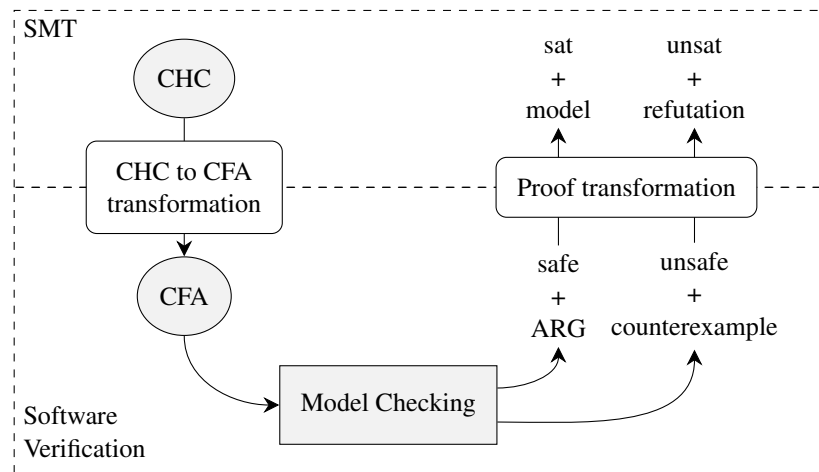 SMT
CHC
CHC to CFA
transformation
CFA
Model Checking
sat
+
model
unsat
+
refutation
Proof transformation
safe
+
ARG
unsafe
+
counterexample
Software
Verification